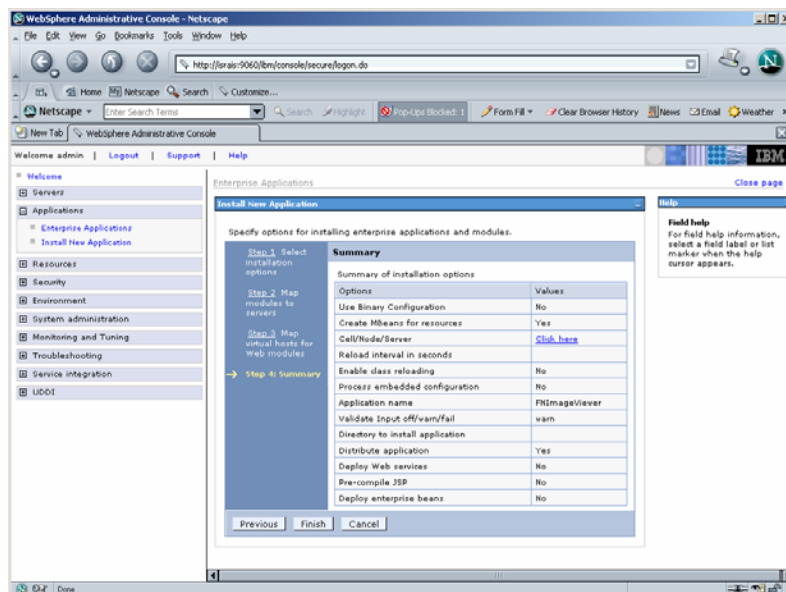 WebSphere Administrative Console - Netscape
File Edit View Go Bookmarks Tools Window Help
http://israis:9060/ibm/console/secure/logon.do
Home Netscape Search Customize...
Netscape Enter Search Terms Search Highlight Pop-Ups Blocked: 1 Form Fill Clear Browser History News Email Weather
New Tab WebSphere Administrative Console
Welcome admin | Logout | Support | Help IBM
Welcome
Servers
Applications
Enterprise Applications
Install New Application
Resources
Security
Environment
System administration
Monitoring and Tuning
Troubleshooting
Service integration
UDDI
Enterprise Applications Close page
Install New Application
Specify options for installing enterprise applications and modules.
Step 1 Select installation options
Step 2 Map modules to servers
Step 3 Map virtual hosts for Web modules
Step 4: Summary
Summary
Summary of installation options
Options Values
Use Binary Configuration No
Create MBeans for resources Yes
Cell/Node/Server Click here
Reload interval in seconds
Enable class reloading No
Process embedded configuration No
Application name FNImageViewer
Validate Input off/warn/fail warn
Directory to install application
Distribute application Yes
Deploy Web services No
Pre-compile JSP No
Deploy enterprise beans No
Previous Finish Cancel
Help
Field help
For field help information, select a field label or list marker when the help cursor appears.
Done